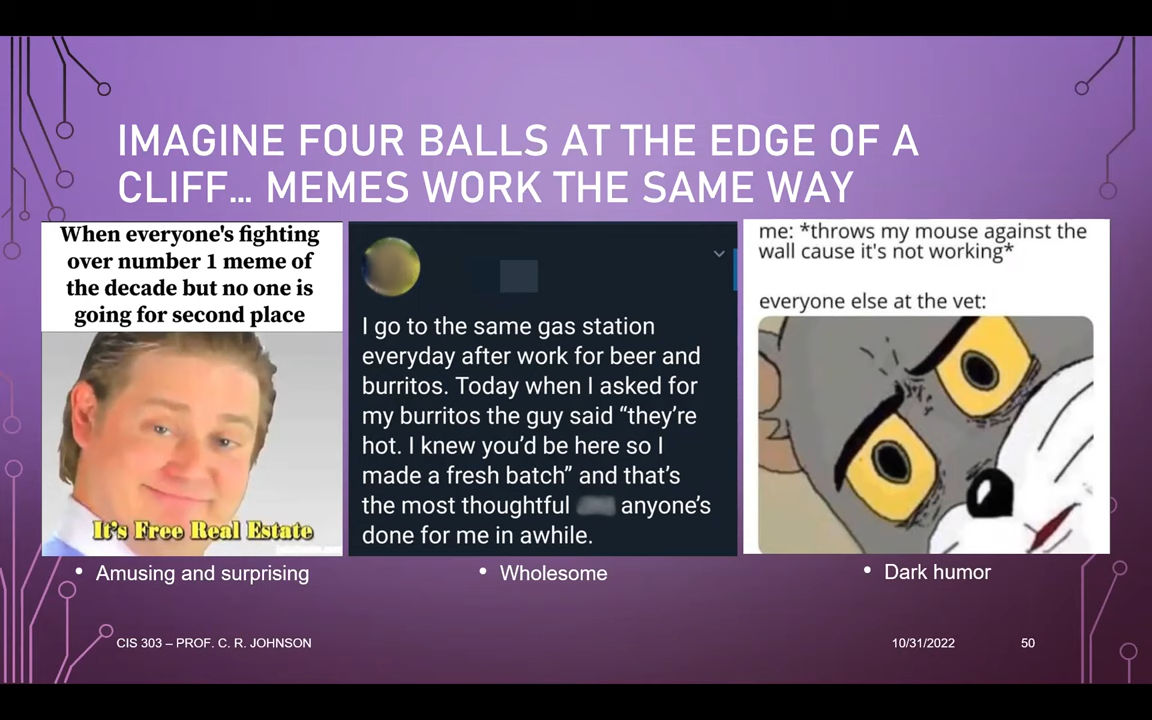 IMAGINE FOUR BALLS AT THE EDGE OF A
CLIFF… MEMES WORK THE SAME WAY
When everyone's fighting
over number 1 meme of
the decade but no one is
going for second place
It's Free Real Estate
• Amusing and surprising
I go to the same gas station
everyday after work for beer and
burritos. Today when I asked for
my burritos the guy said “they’re
hot. I knew you’d be here so I
made a fresh batch” and that’s
the most thoughtful anyone’s
done for me in awhile.
• Wholesome
me: *throws my mouse against the
wall cause it's not working*
everyone else at the vet:
• Dark humor
CIS 303 – PROF. C. R. JOHNSON
10/31/2022
50